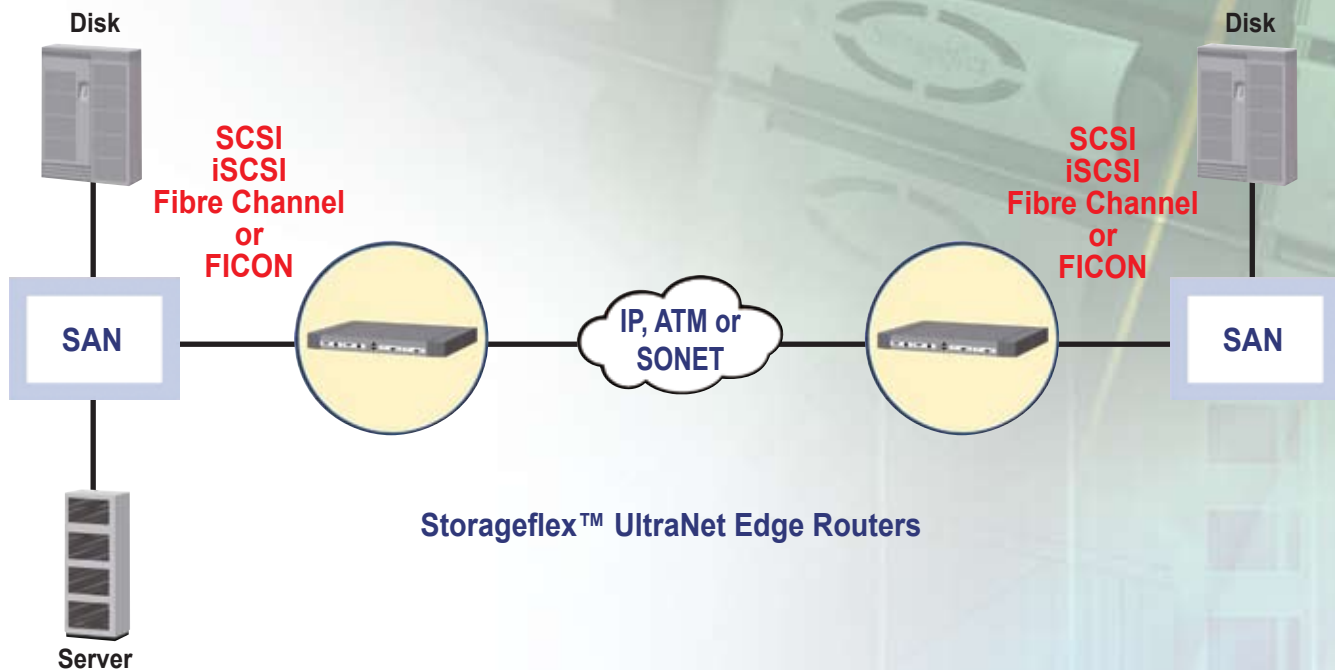 Disk
Disk
SCSI
iSCSI
Fibre Channel
or
FICON
SCSI
iSCSI
Fibre Channel
or
FICON
SAN
IP, ATM or
SONET
SAN
Storageflex™ UltraNet Edge Routers
Server